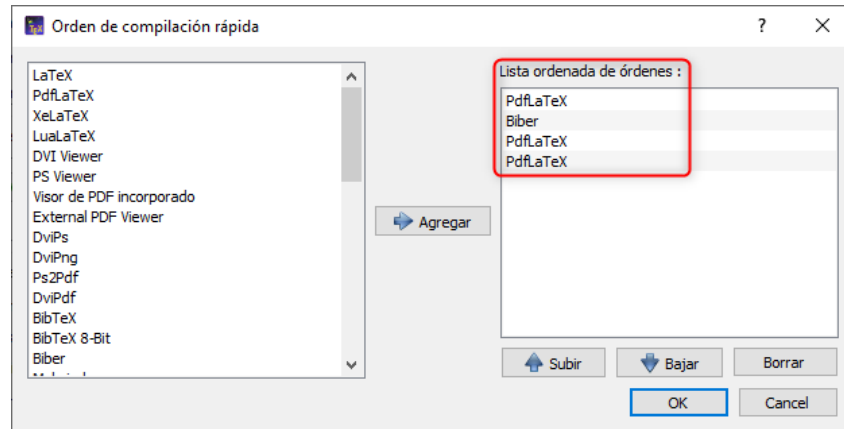 Orden de compilación rápida
LaTeX
PdfLaTeX
XeLaTeX
LuaLaTeX
DVI Viewer
PS Viewer
Visor de PDF incorporado
External PDF Viewer
DviPs
DviPng
Ps2Pdf
DviPdf
BibTeX
BibTeX 8-Bit
Biber
Agregar
Lista ordenada de órdenes :
PdfLaTeX
Biber
PdfLaTeX
PdfLaTeX
Subir
Bajar
Borrar
OK
Cancel